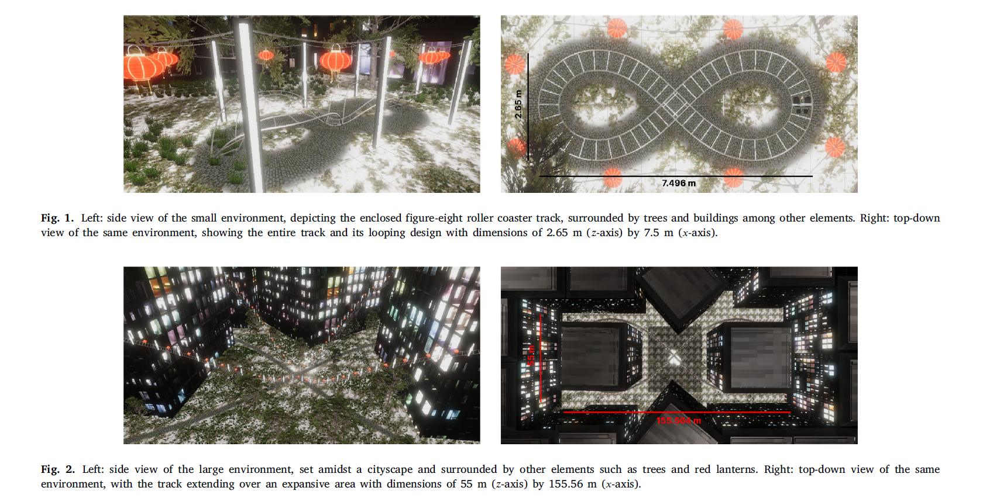 2.65 m
7.496 m
Fig. 1. Left: side view of the small environment, depicting the enclosed figure-eight roller coaster track, surrounded by trees and buildings among other elements. Right: top-down
view of the same environment, showing the entire track and its looping design with dimensions of 2.65 m (z-axis) by 7.5 m (x-axis).
55 m
155.564 m
Fig. 2. Left: side view of the large environment, set amidst a cityscape and surrounded by other elements such as trees and red lanterns. Right: top-down view of the same
environment, with the track extending over an expansive area with dimensions of 55 m (z-axis) by 155.56 m (x-axis).